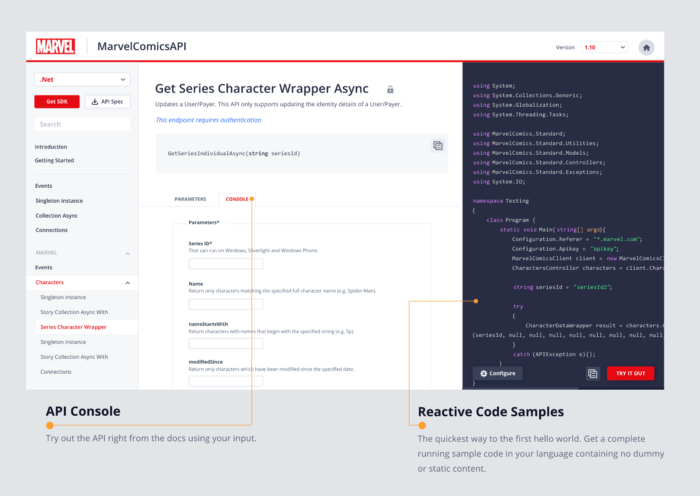 MARVEL
MarvelComicsAPI
Version 1.10
.Net
Get SDK
API Spec
Search
Introduction
Getting Started
Events
Singleton Instance
Collection Async
Connections
MARVEL
Events
Characters
Singleton Instance
Story Collection Async With
Series Character Wrapper
Singleton Instance
Story Collection Async With
Connections
Get Series Character Wrapper Async
Updates a User/Payer. This API only supports updating the identity details of a User/Payer.
This endpoint requires authentication
GetSeriesIndividualAsync(string seriesId)
PARAMETERS
CONSOLE
Parameters*
Series ID*
That can run on Windows, Silverlight and Windows Phone.
Name
Return only characters matching the specified full character name (e.g. Spider-Man).
nameStartsWith
Return characters with names that begin with the specified string (e.g. Sp).
modifiedSince
Return only characters which have been modified since the specified date.
using System;
using System.Collections.Generic;
using System.Globalization;
using System.Threading.Tasks;
using MarvelComics.Standard;
using MarvelComics.Standard.Utilities;
using MarvelComics.Standard.Models;
using MarvelComics.Standard.Controllers;
using MarvelComics.Standard.Exceptions;
using System.IO;
namespace Testing
{
class Program {
static void Main( string[] args){
Configuration.Referer = "*.marvel.com";
Configuration.Apikey = "apikey";
MarvelComicsClient client = new MarvelComicsC
CharactersController characters = client.Char
string seriesId = "seriesId2";
try
{
CharacterDataWrapper result = characters.
(seriesId, null, null, null, null, null, null, null,
}
catch (APIException e){};
}
Configure
TRY IT OUT
}
API Console
Try out the API right from the docs using your input.
Reactive Code Samples
The quickest way to the first hello world. Get a complete
running sample code in your language containing no dummy
or static content.